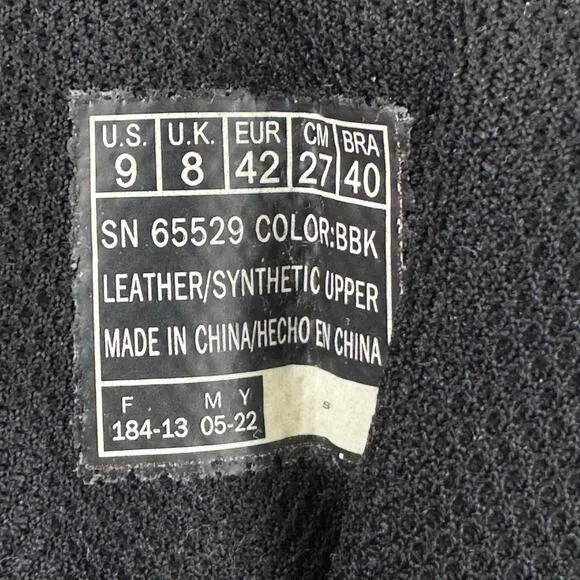 U.S. U.K. EUR CM BRA
9 8 42 27 40
SN 65529 COLOR:BBK
LEATHER/SYNTHETIC UPPER
MADE IN CHINA/HECHO EN CHINA
F M Y
184-13 05-22
S